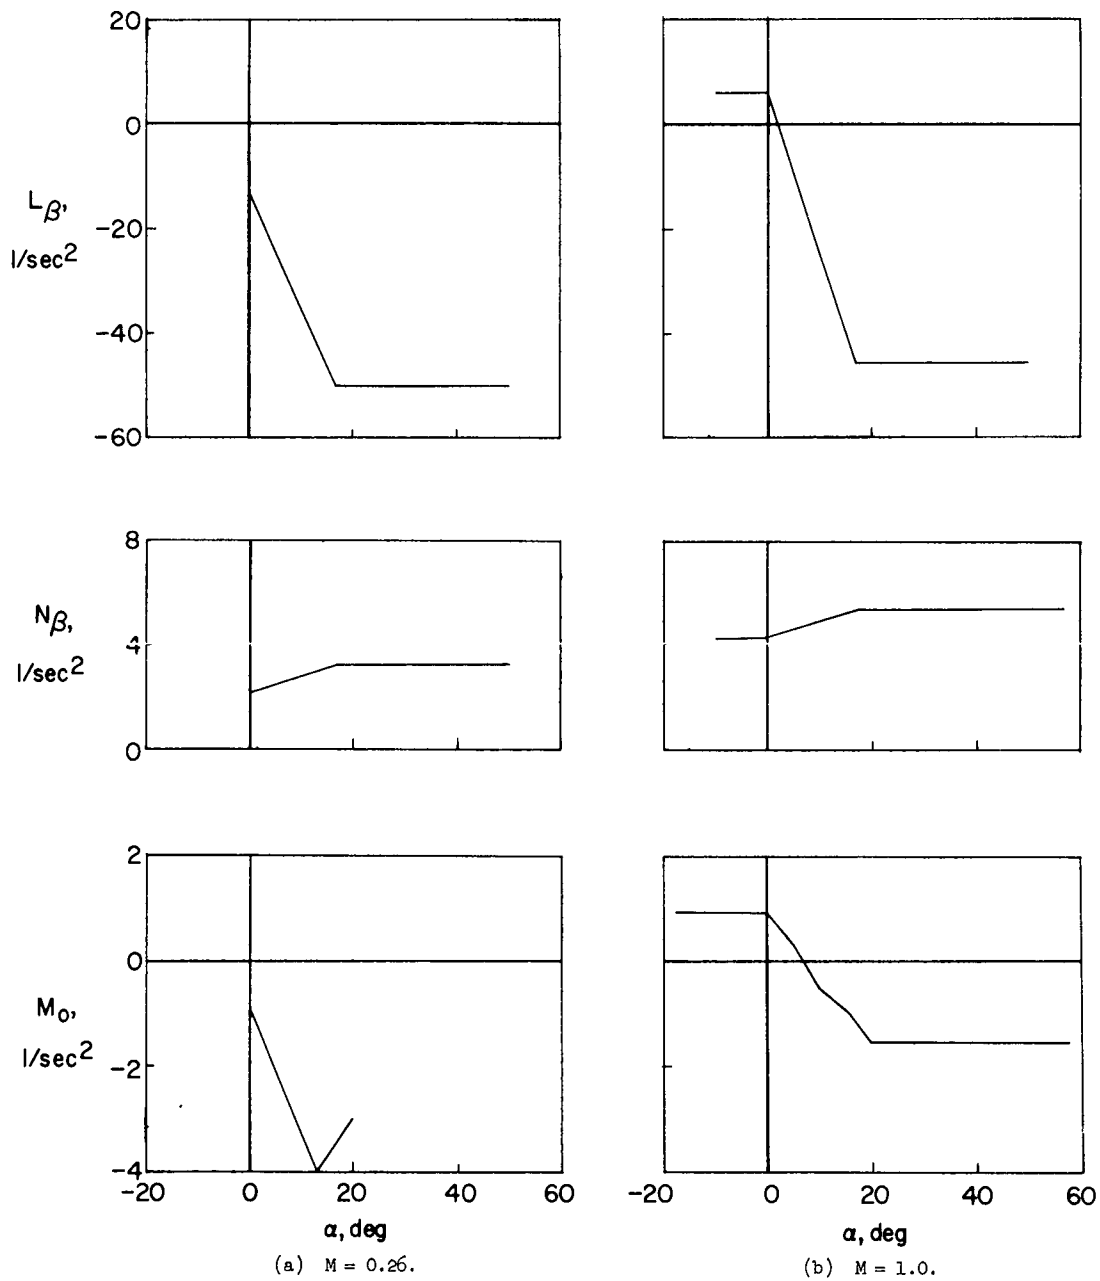 20
0
-20
-40
-60
Lβ,
1/sec²
8
4
0
Nβ,
1/sec²
2
0
-2
-4
M₀,
1/sec²
-20 0 20 40 60
α, deg
(a) M = 0.26.
-20 0 20 40 60
α, deg
(b) M = 1.0.